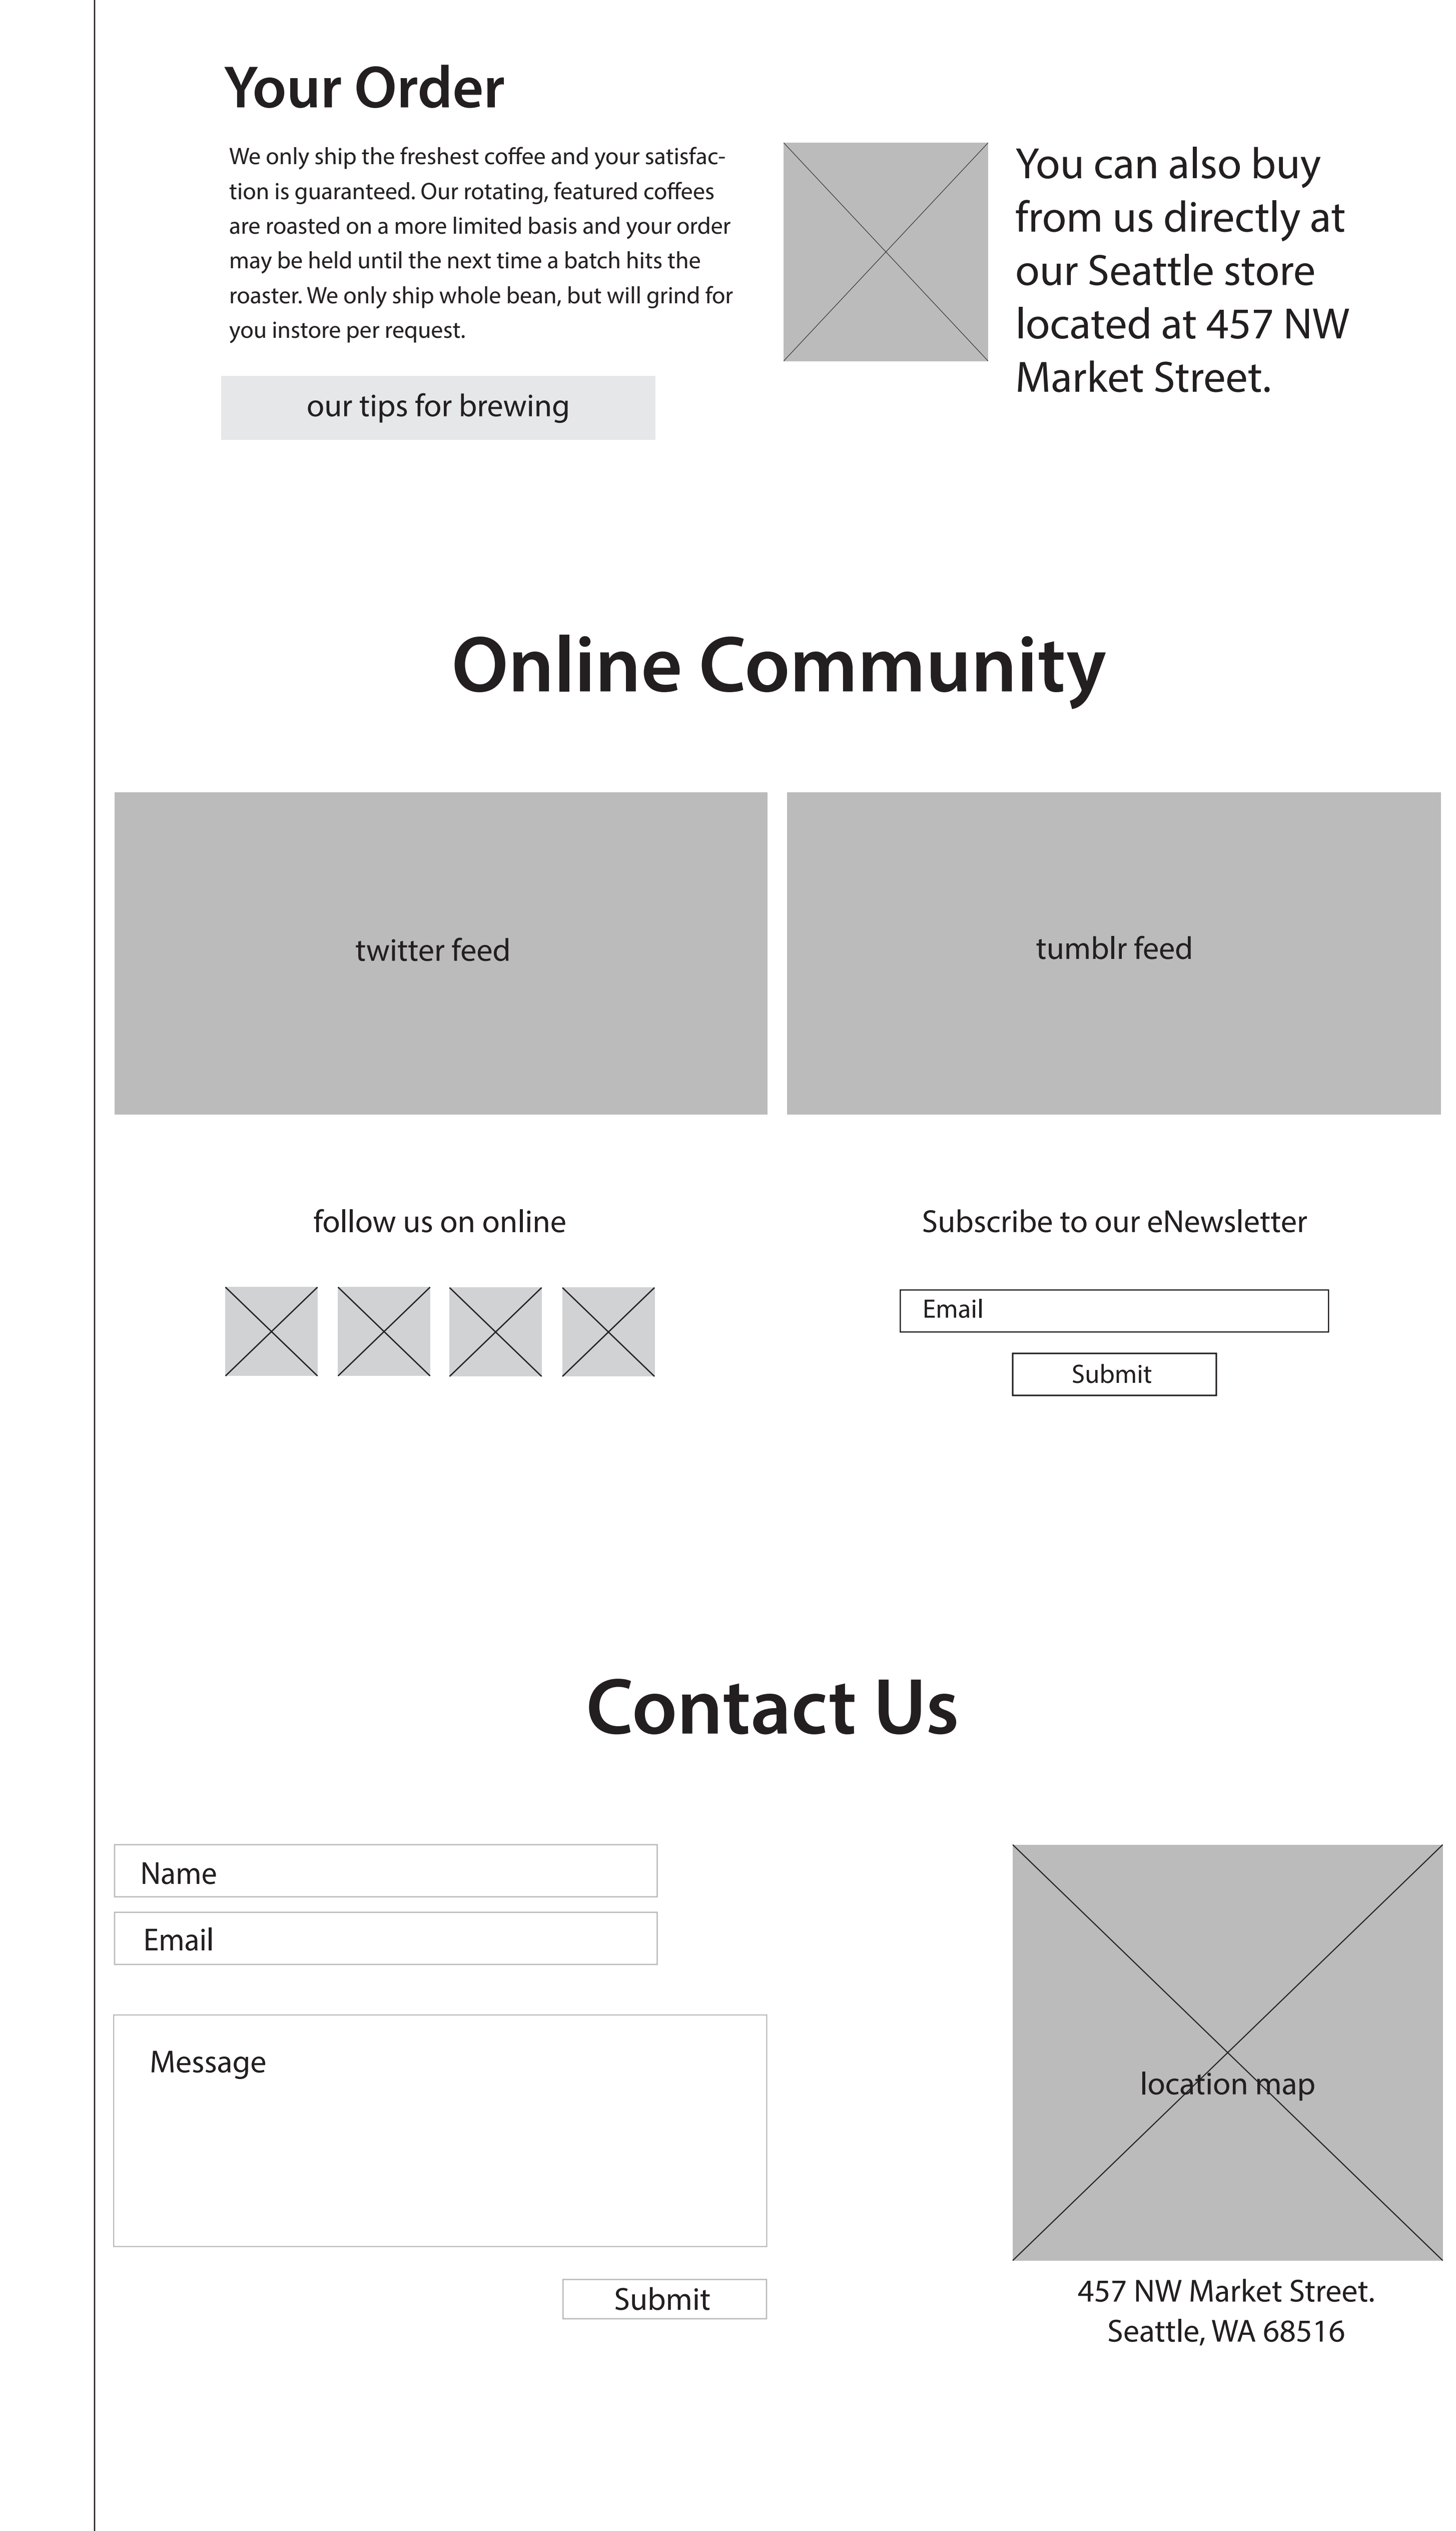 Your Order
We only ship the freshest coffee and your satisfac-
tion is guaranteed. Our rotating, featured coffees
are roasted on a more limited basis and your order
may be held until the next time a batch hits the
roaster. We only ship whole bean, but will grind for
you instore per request.
our tips for brewing
You can also buy
from us directly at
our Seattle store
located at 457 NW
Market Street.
Online Community
twitter feed
tumblr feed
follow us on online
Subscribe to our eNewsletter
Email
Submit
Contact Us
Name
Email
Message
Submit
location map
457 NW Market Street.
Seattle, WA 68516